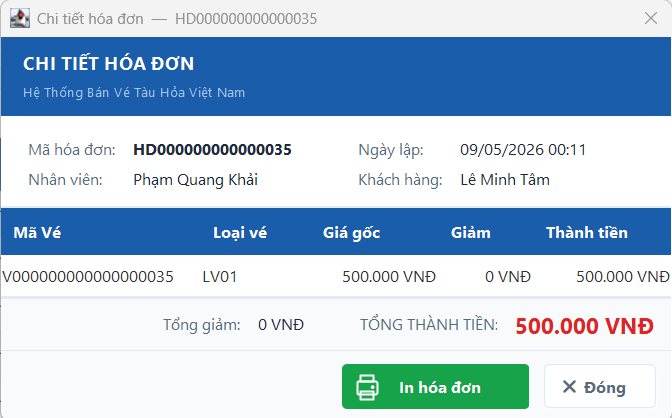 Chi tiết hóa đơn — HD000000000000035
CHI TIẾT HÓA ĐƠN
Hệ Thống Bán Vé Tàu Hỏa Việt Nam
Mã hóa đơn: HD000000000000035 Ngày lập: 09/05/2026 00:11
Nhân viên: Phạm Quang Khải Khách hàng: Lê Minh Tâm
Mã Vé Loại vé Giá gốc Giảm Thành tiền
V000000000000000035 LV01 500.000 VNĐ 0 VNĐ 500.000 VNĐ
Tổng giảm: 0 VNĐ TỔNG THÀNH TIỀN: 500.000 VNĐ
In hóa đơn Đóng